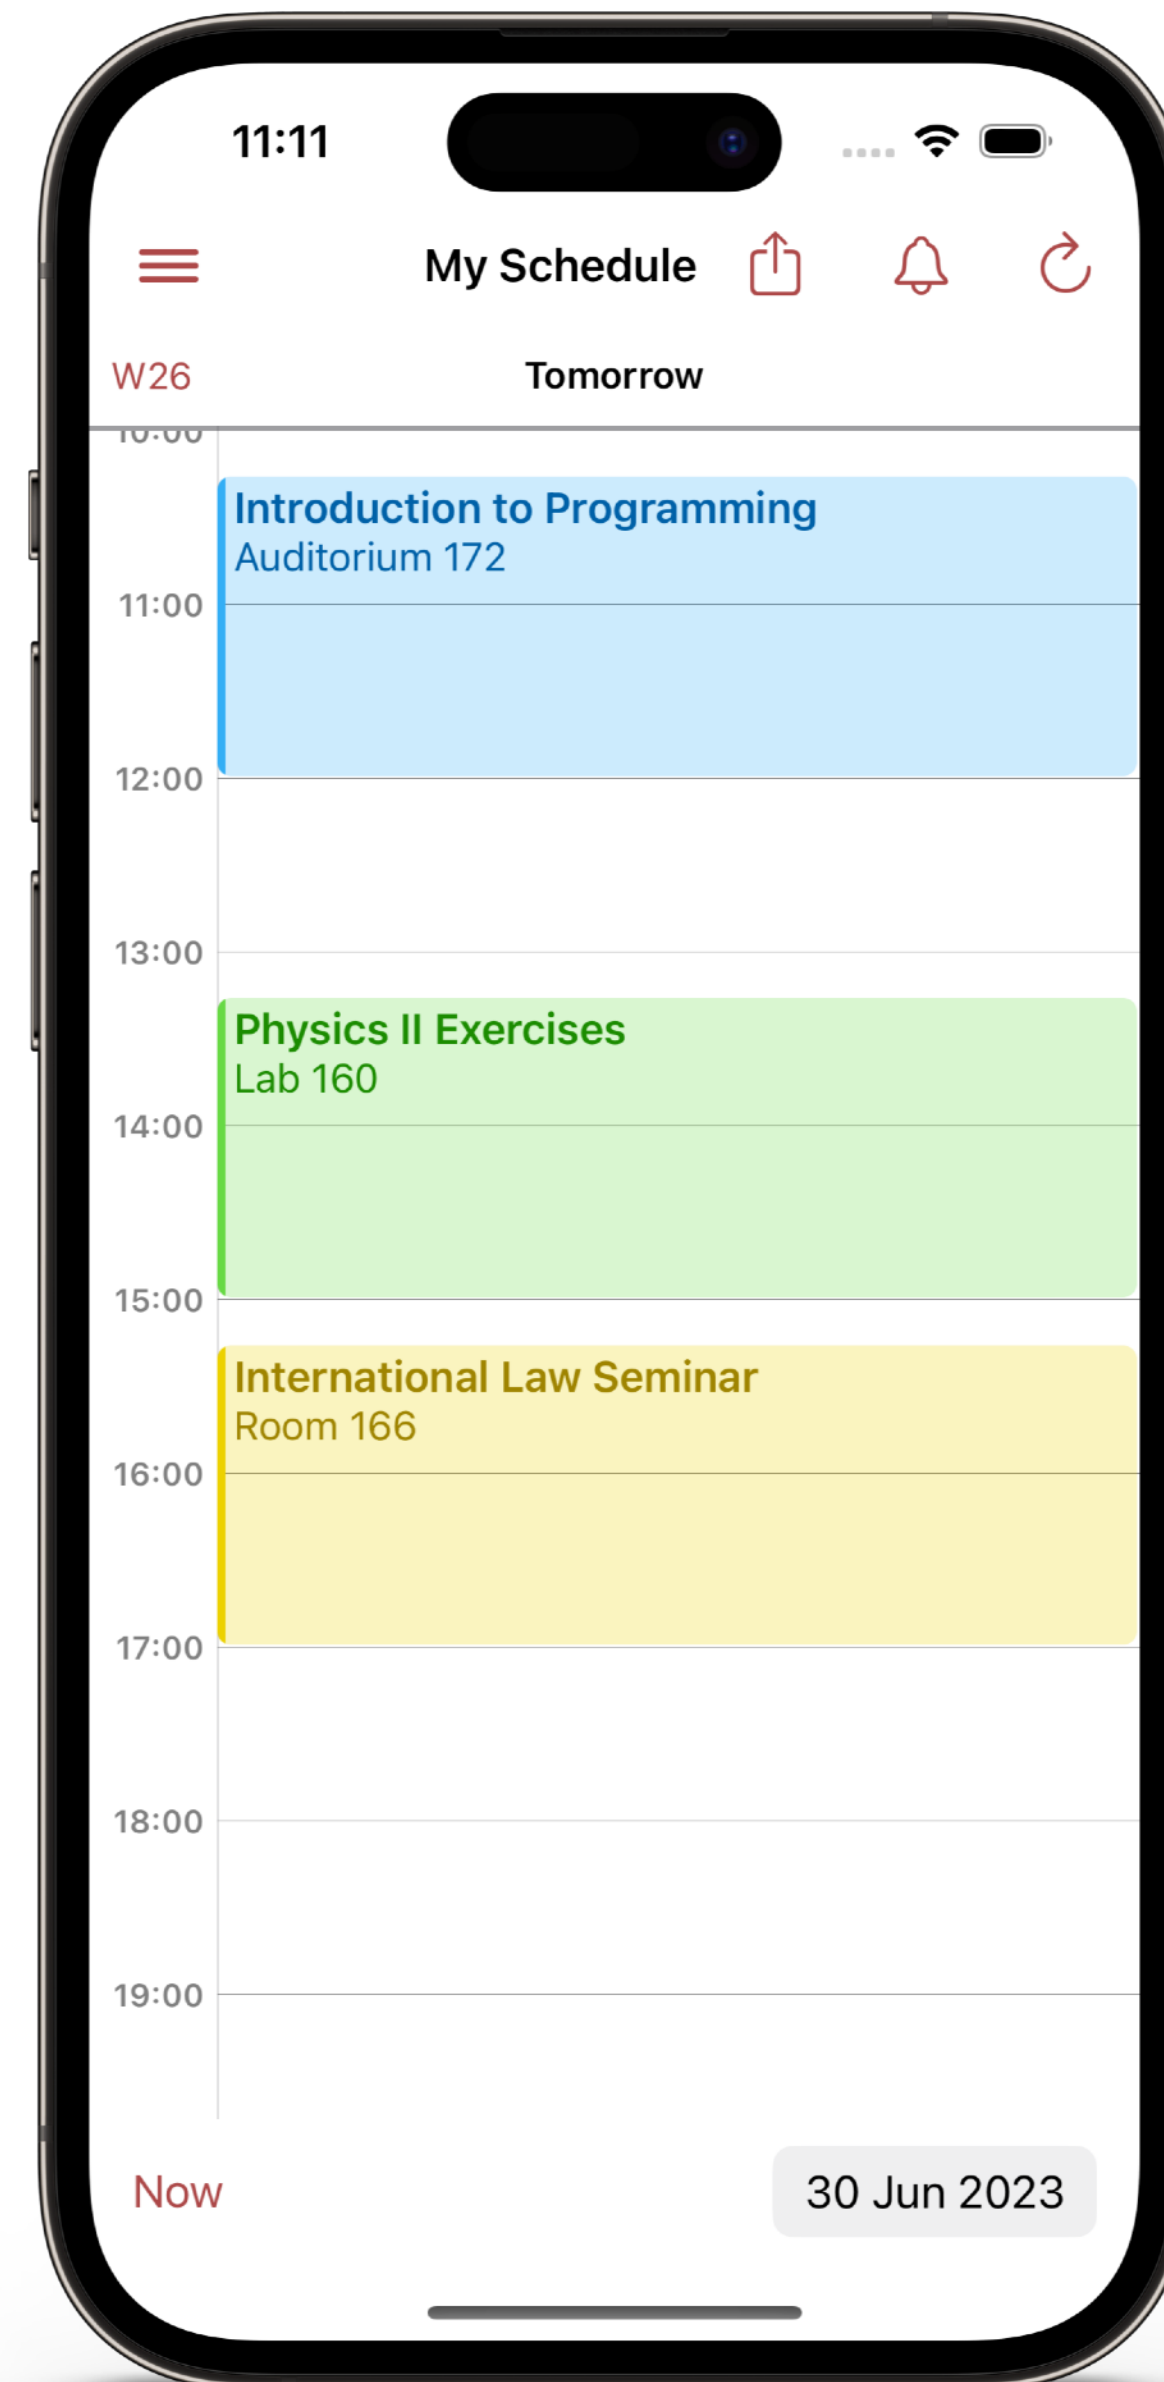 11:11
My Schedule
W26
Tomorrow
10:00
Introduction to Programming
Auditorium 172
11:00
12:00
13:00
Physics II Exercises
Lab 160
14:00
15:00
International Law Seminar
Room 166
16:00
17:00
18:00
19:00
Now
30 Jun 2023